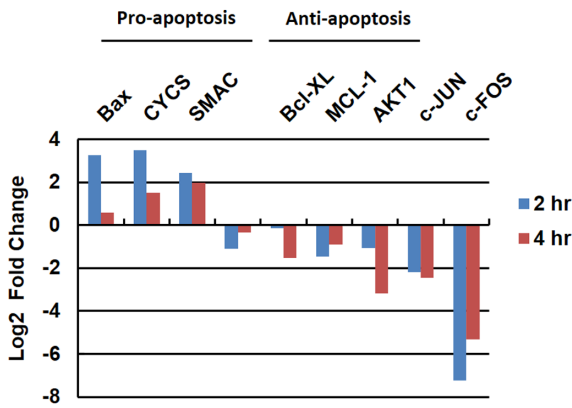 Pro-apoptosis Anti-apoptosis
Bax CYCS SMAC Bcl-XL MCL-1 AKT1 c-JUN c-FOS
Log2 Fold Change
4
2
0
-2
-4
-6
-8
2 hr
4 hr